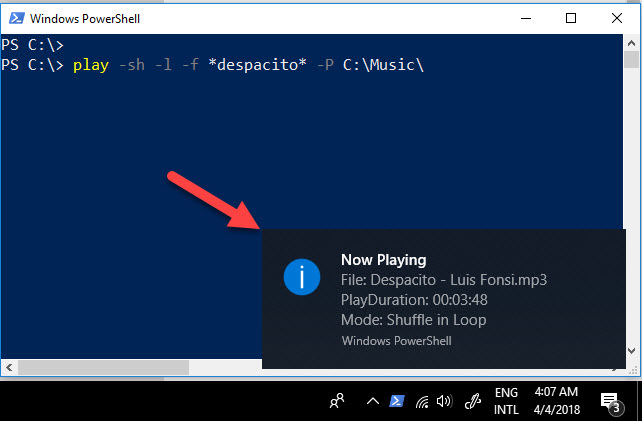 Windows PowerShell
PS C:\>
PS C:\> play -sh -l -f *despacito* -P C:\Music\
Now Playing
File: Despacito - Luis Fonsi.mp3
PlayDuration: 00:03:48
Mode: Shuffle in Loop
Windows PowerShell
ENG
INTL
4:07 AM
4/4/2018
3